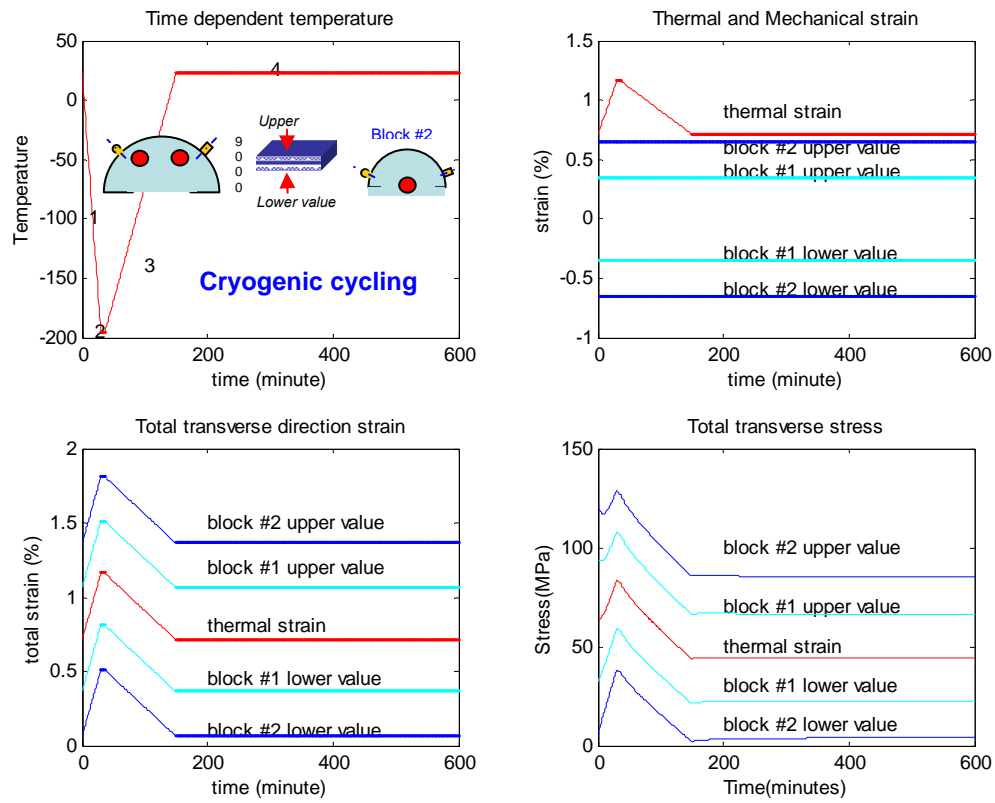 Time dependent temperature
50
0
-50
-100
-150
-200
Temperature
0
200
400
600
time (minute)
1
2
3
4
9
0
0
0
Upper
Lower value
Block #2
Cryogenic cycling
Thermal and Mechanical strain
1.5
1
0.5
0
-0.5
-1
strain (%)
0
200
400
600
time (minute)
thermal strain
block #2 upper value
block #1 upper value
block #1 lower value
block #2 lower value
Total transverse direction strain
2
1.5
1
0.5
0
total strain (%)
0
200
400
600
time (minute)
block #2 upper value
block #1 upper value
thermal strain
block #1 lower value
block #2 lower value
Total transverse stress
150
100
50
0
Stress(MPa)
0
200
400
600
Time(minutes)
block #2 upper value
block #1 upper value
thermal strain
block #1 lower value
block #2 lower value